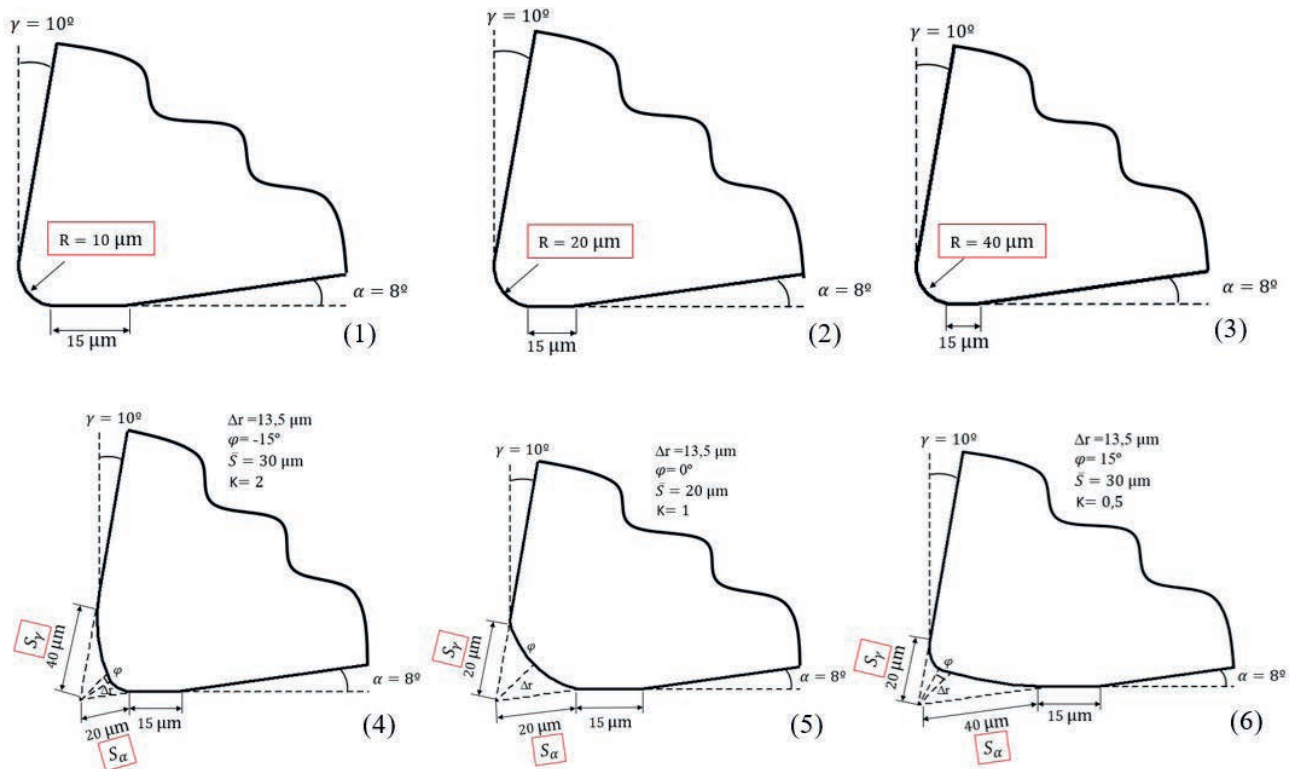 γ = 10º
R = 10 μm
α = 8º
15 μm
(1)
γ = 10º
R = 20 μm
α = 8º
15 μm
(2)
γ = 10º
R = 40 μm
α = 8º
15 μm
(3)
γ = 10º
Δr =13,5 μm
φ= -15°
S̄ = 30 μm
K= 2
Sγ
40 μm
φ
Δr
α = 8º
20 μm
15 μm
Sα
(4)
γ = 10º
Δr =13,5 μm
φ= 0°
S̄ = 20 μm
K= 1
Sγ
20 μm
φ
Δr
α = 8º
20 μm
15 μm
Sα
(5)
γ = 10º
Δr =13,5 μm
φ= 15°
S̄ = 30 μm
K= 0,5
Sγ
20 μm
φ
Δr
α = 8º
40 μm
15 μm
Sα
(6)